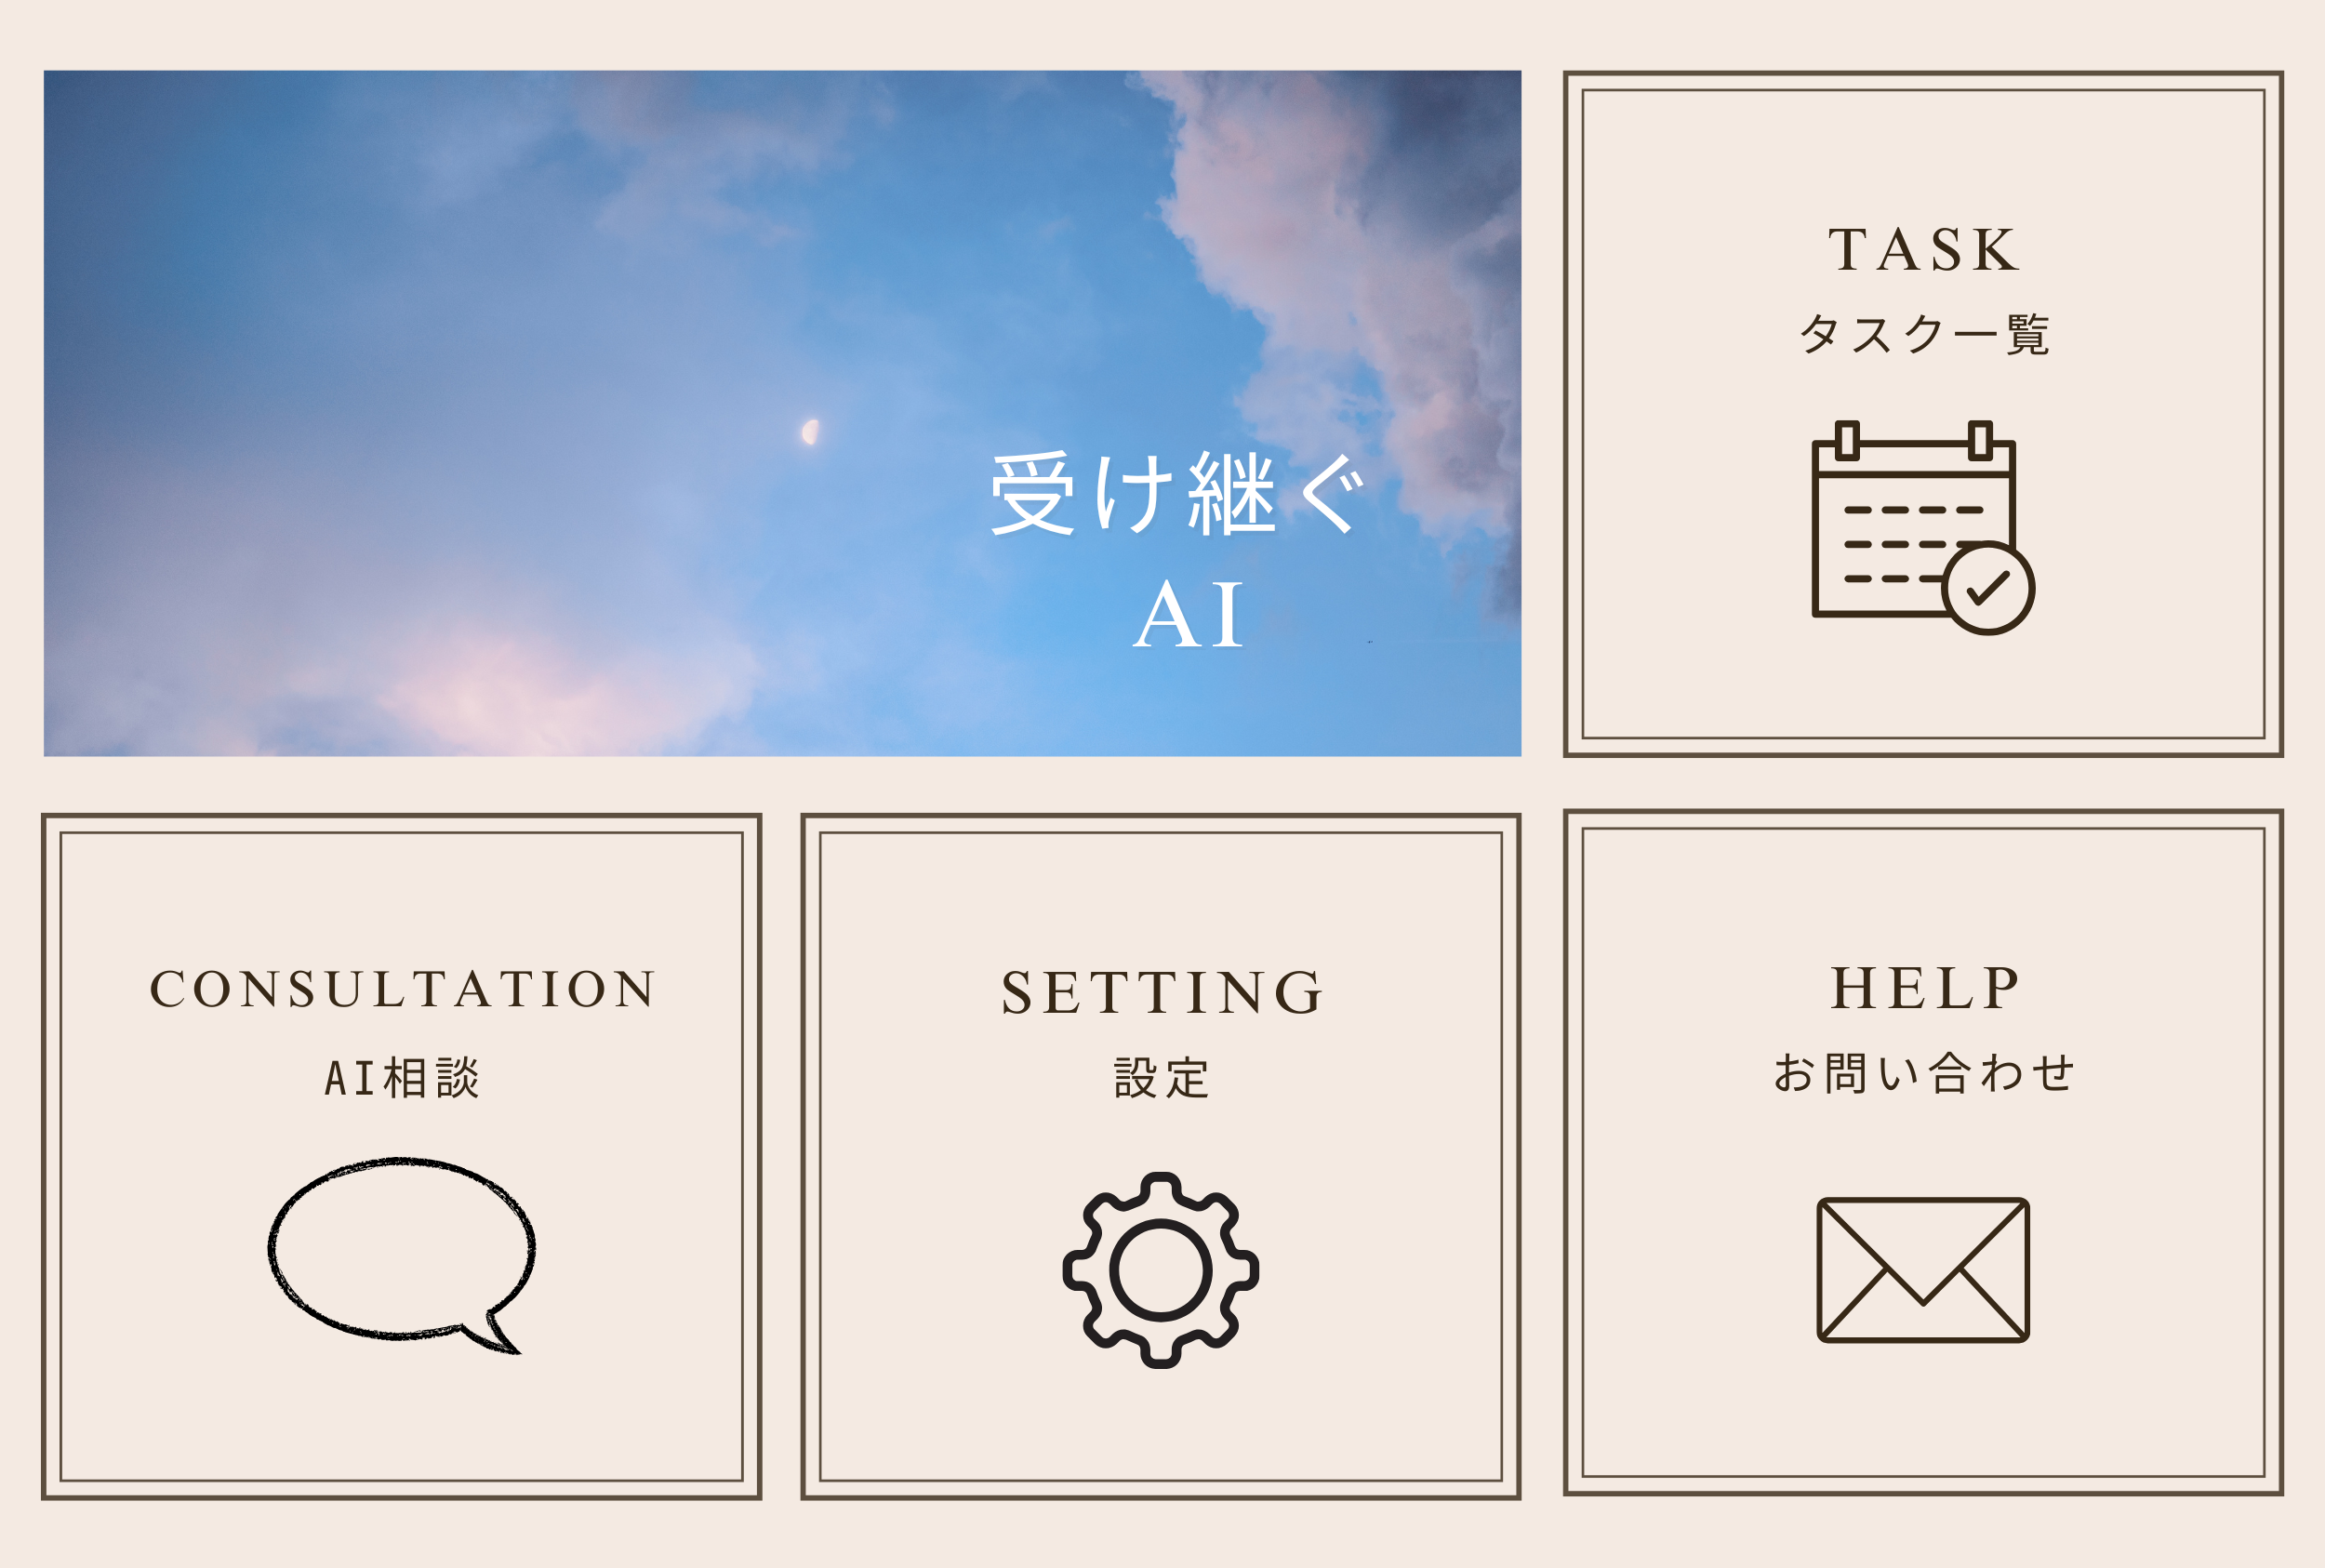 受け継ぐ
AI
TASK
タスク一覧
CONSULTATION
AI相談
SETTING
設定
HELP
お問い合わせ